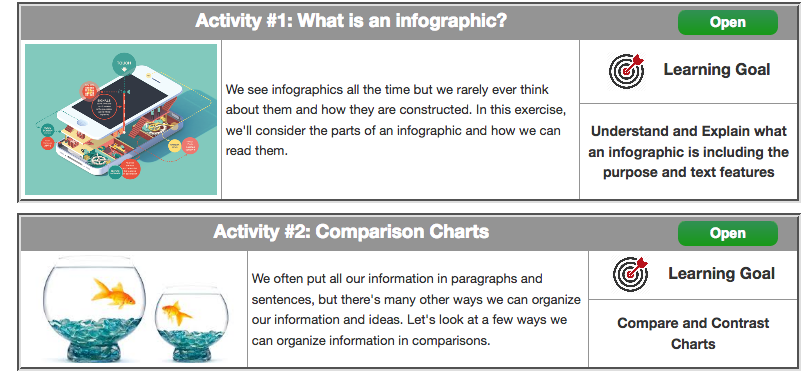 Activity #1: What is an infographic?
Open
TOUCH
We see infographics all the time but we rarely ever think
about them and how they are constructed. In this exercise,
we'll consider the parts of an infographic and how we can
read them.
Learning Goal
Understand and Explain what
an infographic is including the
purpose and text features
Activity #2: Comparison Charts
Open
We often put all our information in paragraphs and
sentences, but there's many other ways we can organize
our information and ideas. Let's look at a few ways we
can organize information in comparisons.
Learning Goal
Compare and Contrast
Charts